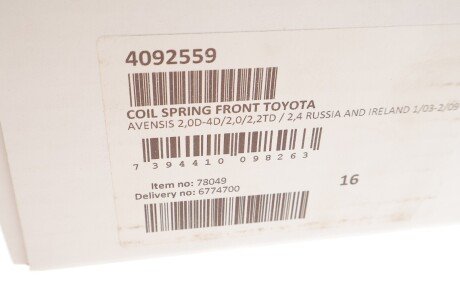 4092559
COIL SPRING FRONT TOYOTA
AVENSIS 2,0D-4D/2,0/2,2TD / 2,4 RUSSIA AND IRELAND 1/03-2/09
7 394410 098263
Item no: 78049
Delivery no: 6774700
16